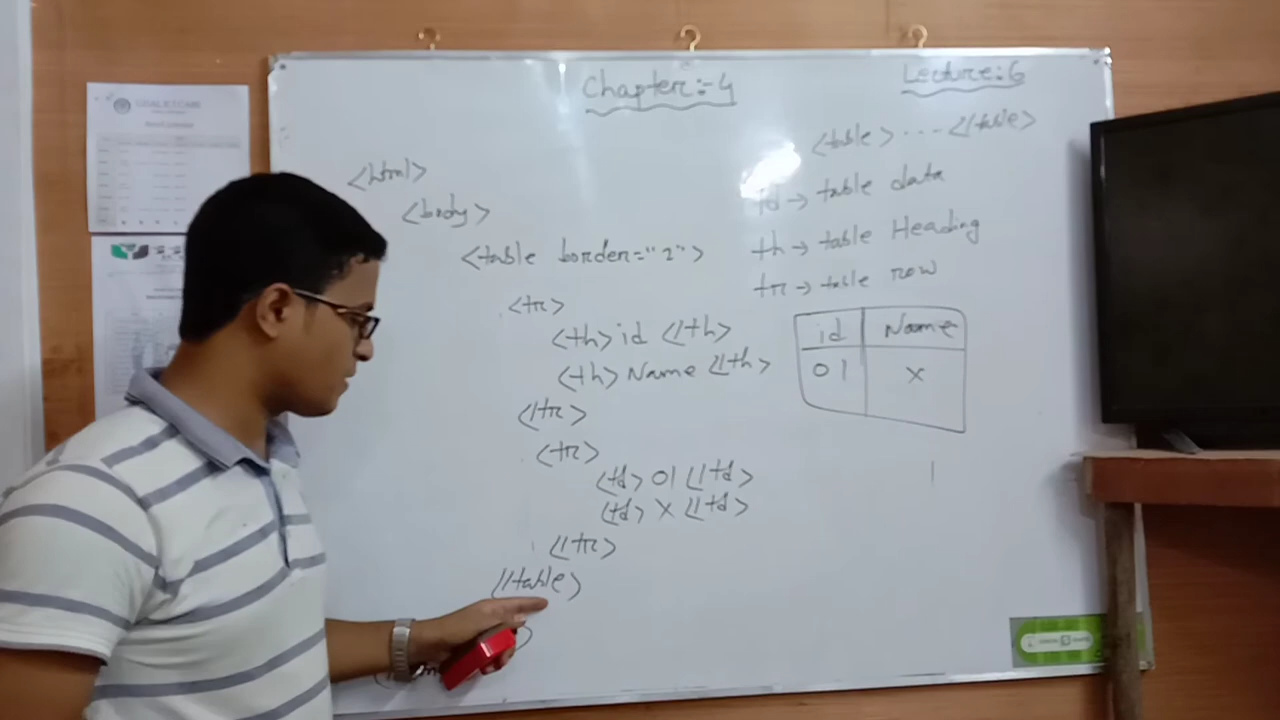 Chapter:-4
Lecture:6
<html>
<body>
<table border="2">
<tr>
<th>id </th>
<th>Name </th>
</tr>
<tr>
<td>01</td>
<td>X</td>
</tr>
</table>
<table>...</table>
td→table data
th→table Heading
tr→table row
id Name
01 X